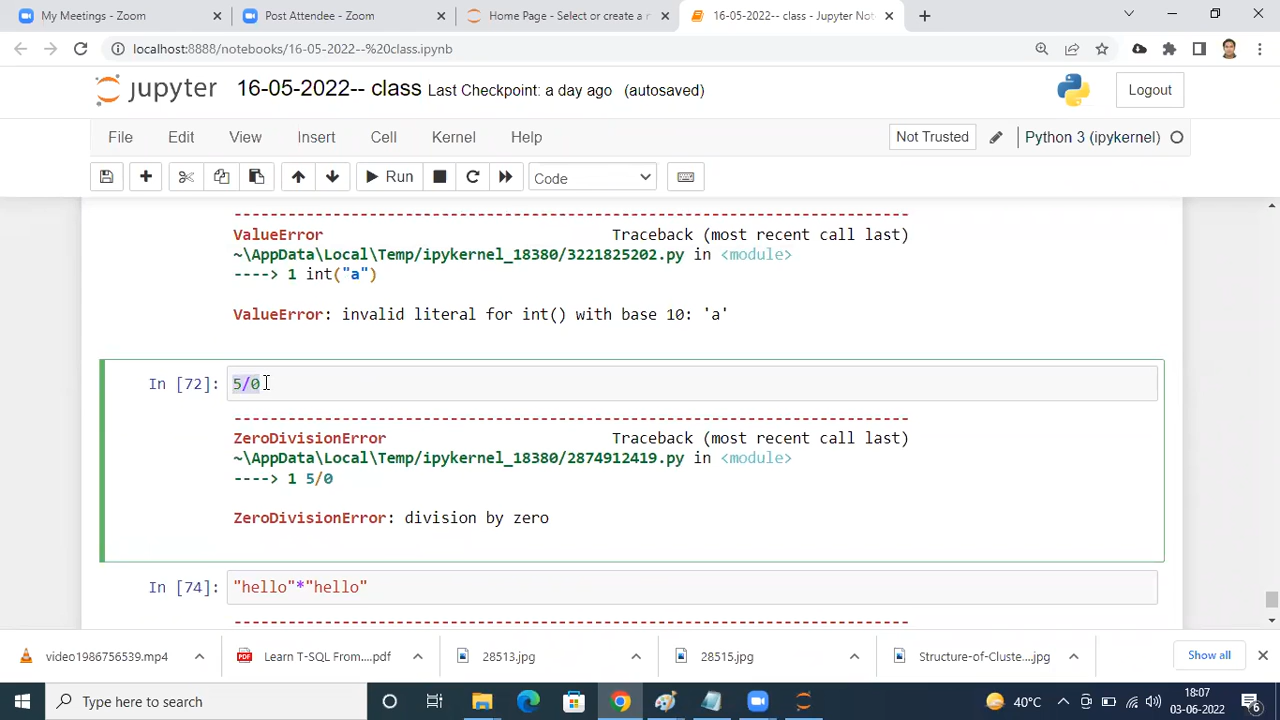 My Meetings - Zoom
Post Attendee - Zoom
Home Page - Select or create a n
16-05-2022-- class - Jupyter Not
localhost:8888/notebooks/16-05-2022--%20class.ipynb
jupyter 16-05-2022-- class Last Checkpoint: a day ago (autosaved)
Logout
File Edit View Insert Cell Kernel Help
Not Trusted
Python 3 (ipykernel)
Run
Code
---------------------------------------------------------------------------
ValueError Traceback (most recent call last)
~\AppData\Local\Temp/ipykernel_18380/3221825202.py in <module>
----> 1 int("a")
ValueError: invalid literal for int() with base 10: 'a'
In [72]: 5/0
---------------------------------------------------------------------------
ZeroDivisionError Traceback (most recent call last)
~\AppData\Local\Temp/ipykernel_18380/2874912419.py in <module>
----> 1 5/0
ZeroDivisionError: division by zero
In [74]: "hello"*"hello"
---------------------------------------------------------------------------
video1986756539.mp4
PDF
Learn T-SQL From....pdf
28513.jpg
28515.jpg
Structure-of-Cluste....jpg
Show all
Type here to search
40°C
18:07
03-06-2022
6